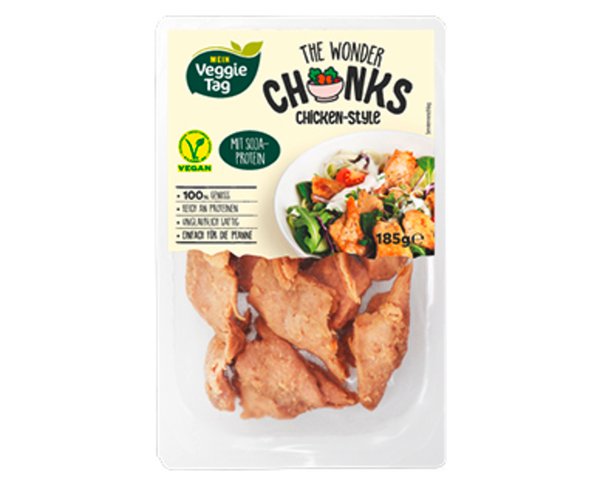 MEIN
Veggie
Tag
THE WONDER
CHUNKS
CHICKEN-STYLE
Serviervorschlag
V
VEGAN
MIT SOJA-
PROTEIN
• 100% GENUSS
• REICH AN PROTEINEN
• UNGLAUBLICH SAFTIG
• EINFACH FÜR DIE PFANNE
185g℮